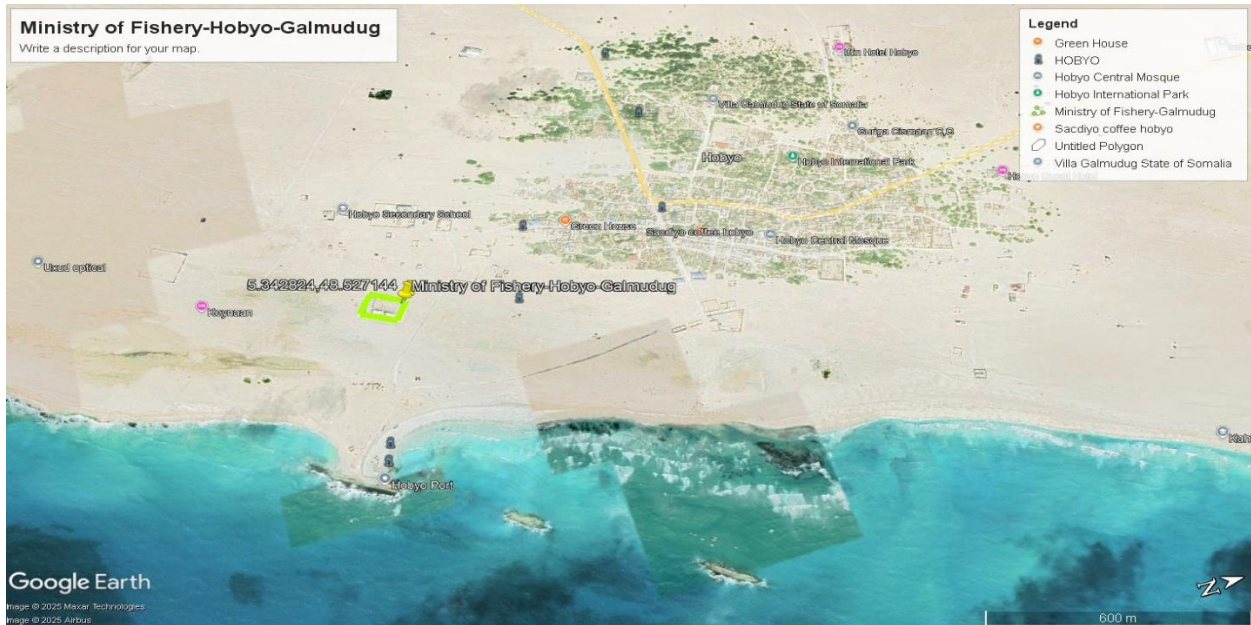 Ministry of Fishery-Hobyo-Galmudug
Write a description for your map.
Legend
Green House
HOBYO
Hobyo Central Mosque
Hobyo International Park
Ministry of Fishery-Galmudug
Sacdiyo coffee hobyo
Untitled Polygon
Villa Galmudug State of Somalia
Villa Galmudug State of Somalia
Hobyo
Hobyo International Park
Hobyo Secondary School
Green House
Sacdiyo coffee hobyo
Hobyo Central Mosque
Uxud optical
5.342824,48.527144
Ministry of Fishery-Hobyo-Galmudug
Hobyo Port
Google Earth
Image © 2025 Maxar Technologies
Image © 2025 Airbus
N
600 m